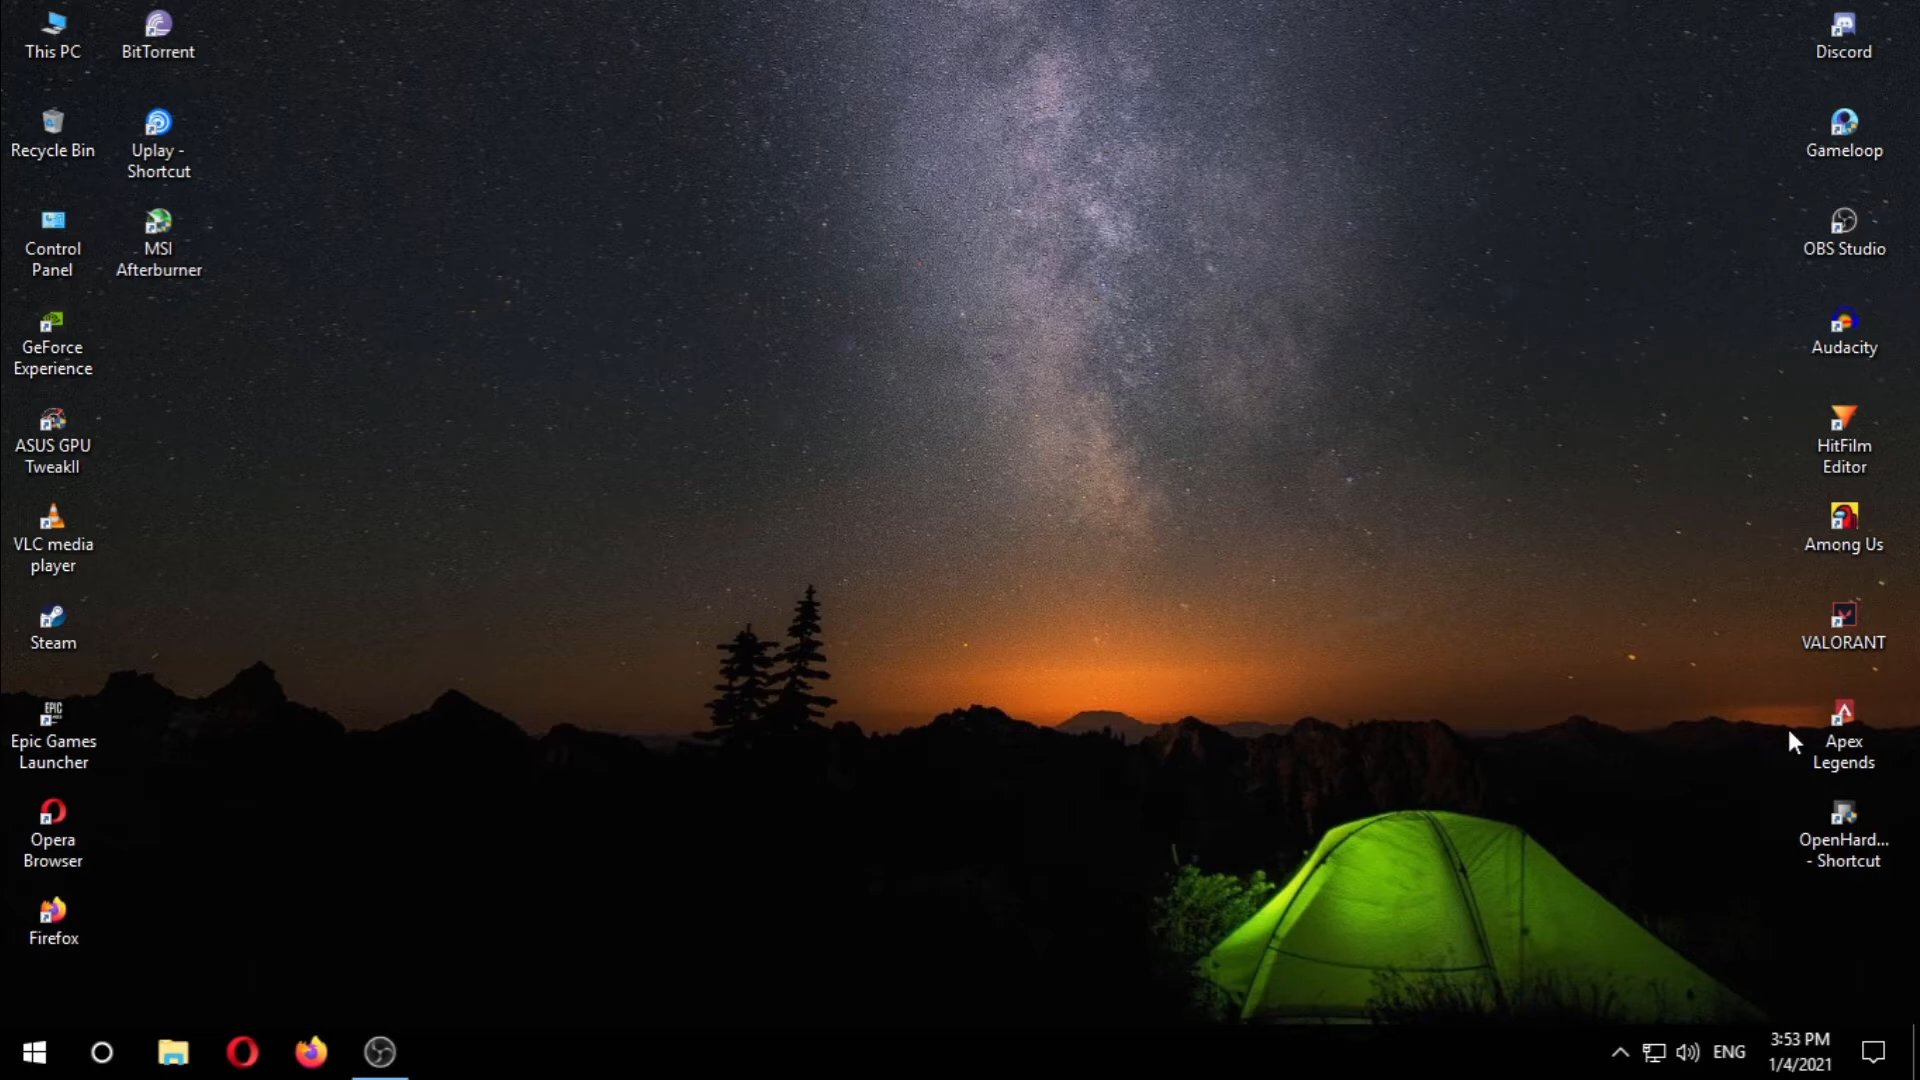 This PC
BitTorrent
Discord
Recycle Bin
Uplay -
Shortcut
Gameloop
Control
Panel
MSI
Afterburner
OBS Studio
GeForce
Experience
Audacity
ASUS GPU
TweakII
HitFilm
Editor
VLC media
player
Among Us
Steam
VALORANT
EPIC
Epic Games
Launcher
Apex
Legends
Opera
Browser
OpenHard...
- Shortcut
Firefox
ENG
3:53 PM
1/4/2021